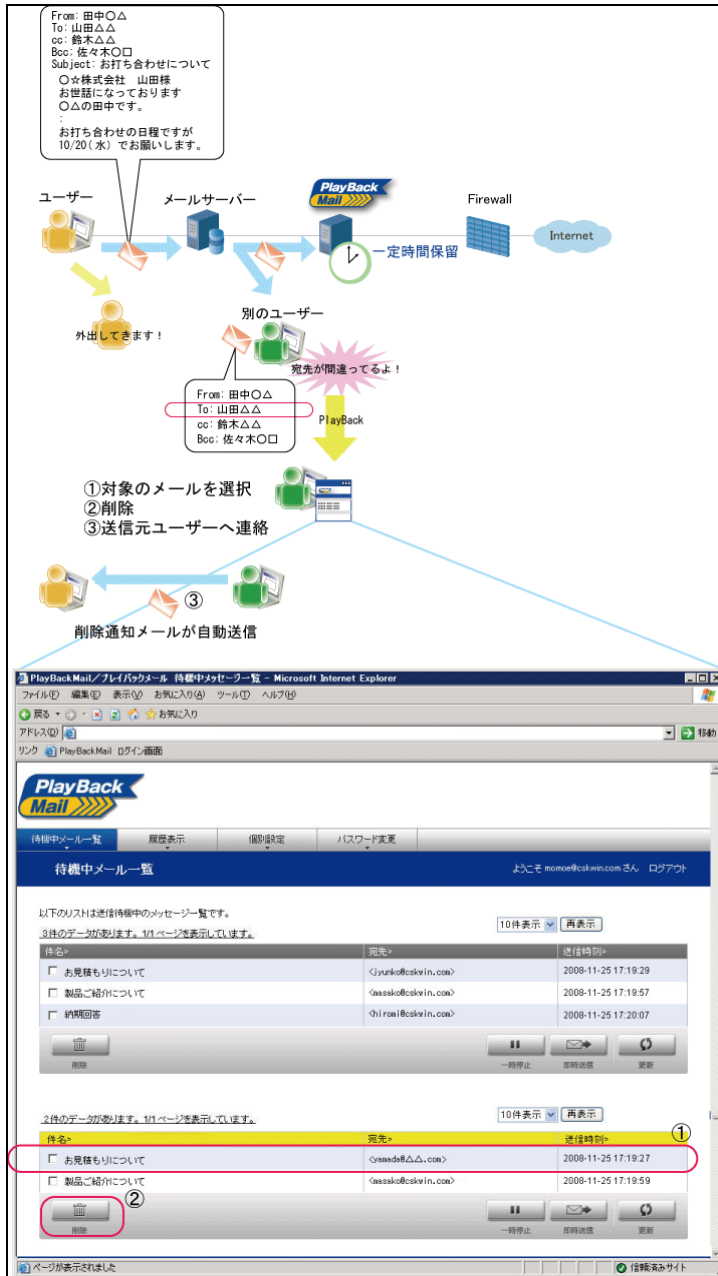 From: 田中〇△
To: 山田△△
cc: 鈴木△△
Bcc: 佐々木〇□
Subject: お打ち合わせについて
〇☆株式会社　山田様
お世話になっております
〇△の田中です。
:
お打ち合わせの日程ですが
10/20(水)でお願いします。
ユーザー
メールサーバー
PlayBack
Mail
Firewall
Internet
一定時間保留
外出してきます！
別のユーザー
宛先が間違ってるよ！
From: 田中〇△
To: 山田△△
cc: 鈴木△△
Bcc: 佐々木〇□
PlayBack
①対象のメールを選択
②削除
③送信元ユーザーへ連絡
③
削除通知メールが自動送信
PlayBackMail／プレイバックメール 待機中メッセージ一覧 - Microsoft Internet Explorer
ファイル(F) 編集(E) 表示(V) お気に入り(A) ツール(T) ヘルプ(H)
戻る お気に入り
アドレス(D) 移動
リンク PlayBackMail ログイン画面
PlayBack
Mail
待機中メール一覧 履歴表示 個別設定 パスワード変更
待機中メール一覧 ようこそ momoe@cskwin.com さん ログアウト
以下のリストは送信待機中のメッセージ一覧です。
3件のデータがあります。1/1 ページを表示しています。 10件表示 再表示
件名> 宛先> 送信時刻>
お見積もりについて <jyunko@cskwin.com> 2008-11-25 17:19:29
製品ご紹介について <masako@cskwin.com> 2008-11-25 17:19:57
納期回答 <hiromi@cskwin.com> 2008-11-25 17:20:07
削除 一時停止 即時送信 更新
2件のデータがあります。1/1 ページを表示しています。 10件表示 再表示
件名> 宛先> 送信時刻> ①
お見積もりについて <yamada@△△.com> 2008-11-25 17:19:27
製品ご紹介について <masako@cskwin.com> 2008-11-25 17:19:59
②
削除 一時停止 即時送信 更新
ページが表示されました 信頼済みサイト